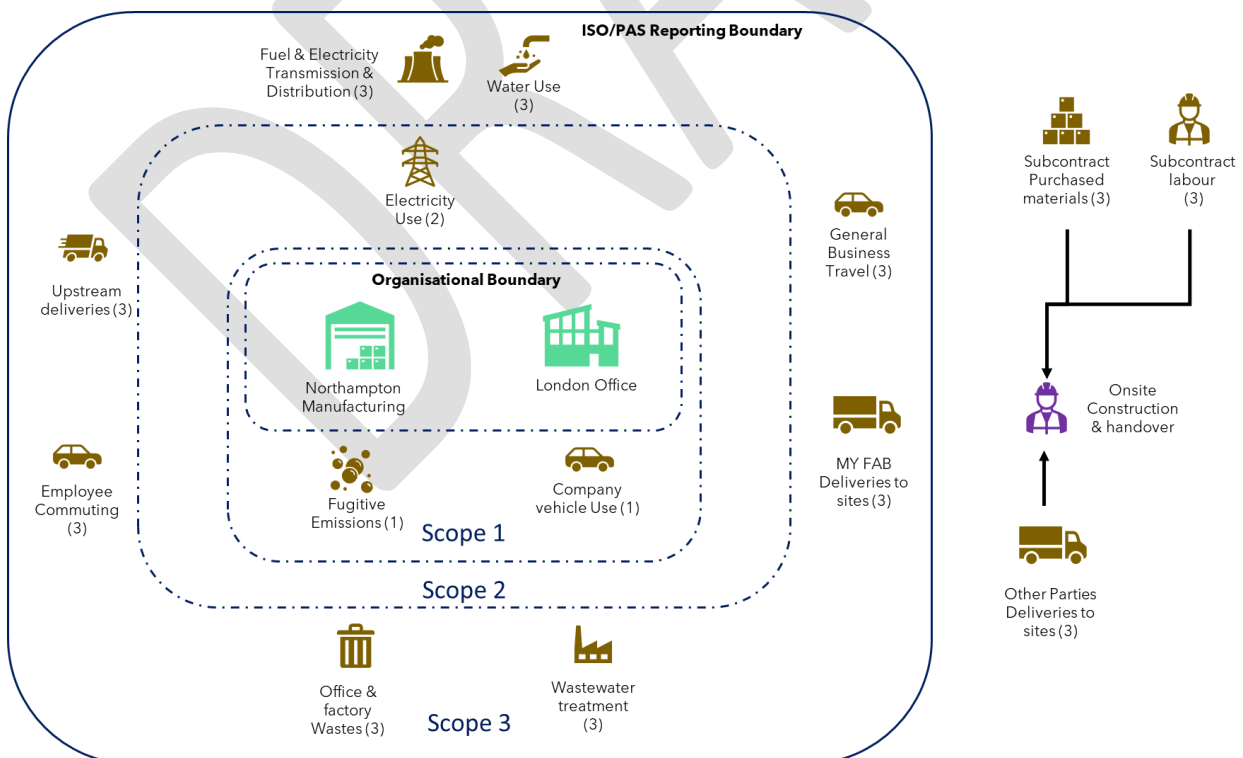 ISO/PAS Reporting Boundary
Fuel & Electricity
Transmission &
Distribution (3)
Water Use
(3)
Electricity
Use (2)
Upstream
deliveries (3)
General
Business
Travel (3)
Organisational Boundary
Northampton
Manufacturing
London Office
Employee
Commuting
(3)
Fugitive
Emissions (1)
Company
vehicle Use (1)
MY FAB
Deliveries to
sites (3)
Scope 1
Scope 2
Office &
factory
Wastes (3)
Wastewater
treatment
(3)
Scope 3
Subcontract
Purchased
materials (3)
Subcontract
labour
(3)
Onsite
Construction
& handover
Other Parties
Deliveries to
sites (3)
DRA